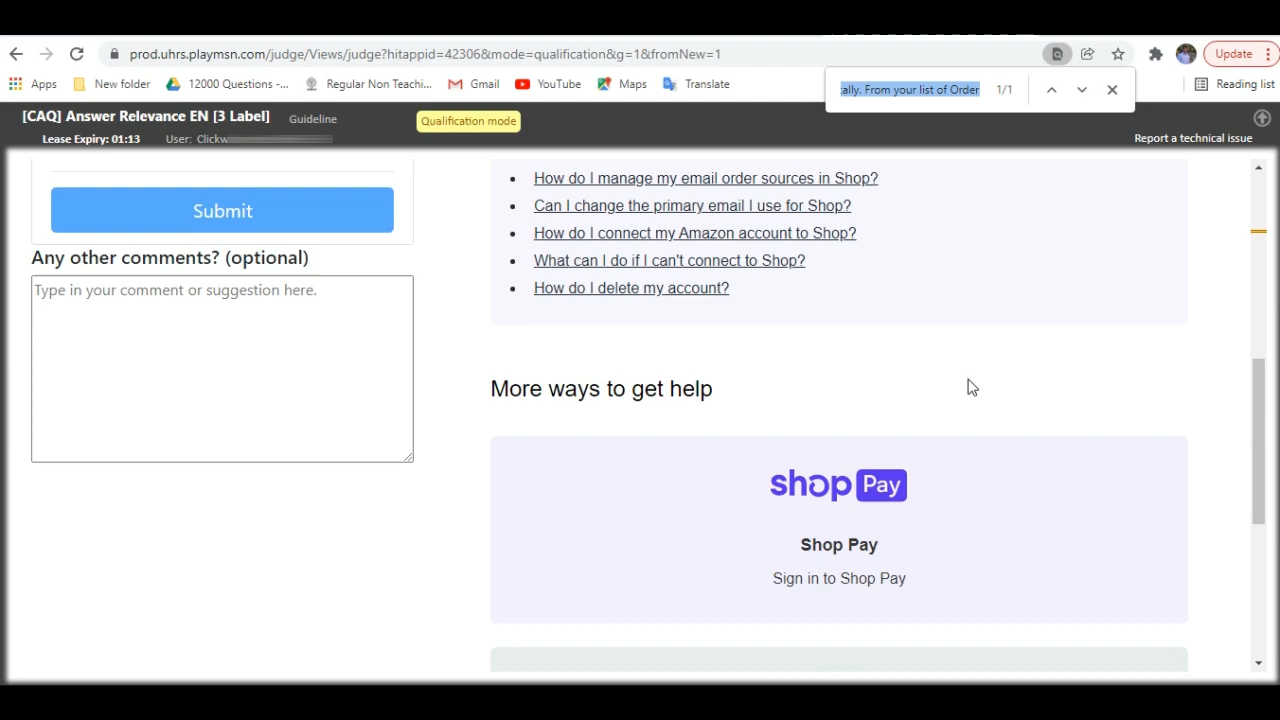 prod.uhrs.playmsn.com/judge/Views/judge?hitappid=42306&mode=qualification&g=1&fromNew=1
Update
Apps
New folder
12000 Questions -...
Regular Non Teachi...
Gmail
YouTube
Maps
Translate
cally. From your list of Order 1/1
Reading list
[CAQ] Answer Relevance EN [3 Label] Guideline
Qualification mode
Lease Expiry: 01:13 User: Clickw
Report a technical issue
Submit
Any other comments? (optional)
Type in your comment or suggestion here.
• How do I manage my email order sources in Shop?
• Can I change the primary email I use for Shop?
• How do I connect my Amazon account to Shop?
• What can I do if I can't connect to Shop?
• How do I delete my account?
More ways to get help
shop Pay
Shop Pay
Sign in to Shop Pay